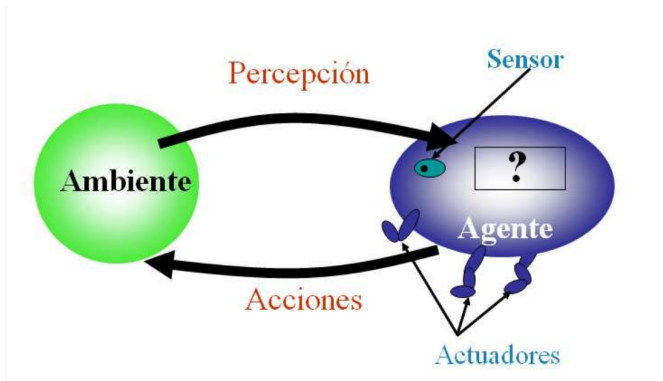 Sensor
Percepción
?
Ambiente
Agente
Acciones
Actuadores